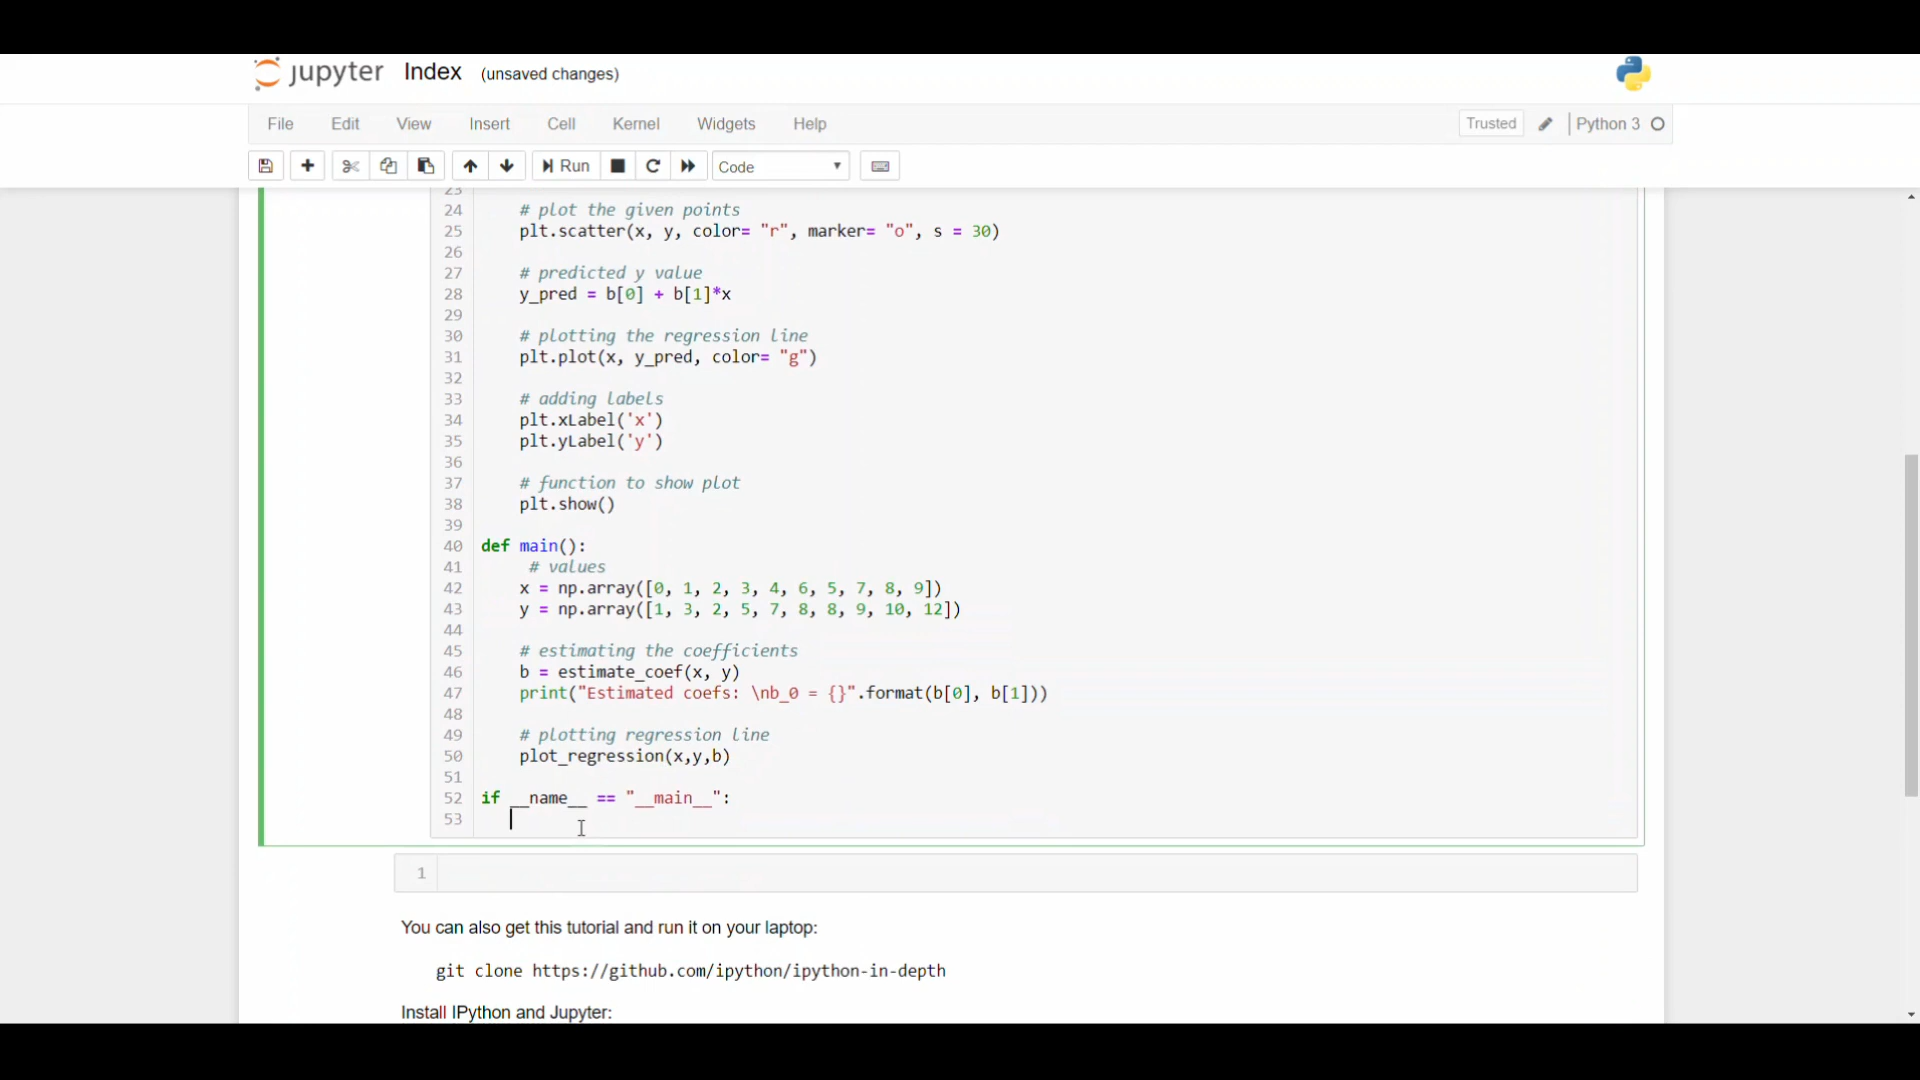 jupyter Index (unsaved changes)
File Edit View Insert Cell Kernel Widgets Help Trusted Python 3
Run Code
23
24 # plot the given points
25 plt.scatter(x, y, color= "r", marker= "o", s = 30)
26
27 # predicted y value
28 y_pred = b[0] + b[1]*x
29
30 # plotting the regression line
31 plt.plot(x, y_pred, color= "g")
32
33 # adding labels
34 plt.xLabel('x')
35 plt.yLabel('y')
36
37 # function to show plot
38 plt.show()
39
40 def main():
41 # values
42 x = np.array([0, 1, 2, 3, 4, 6, 5, 7, 8, 9])
43 y = np.array([1, 3, 2, 5, 7, 8, 8, 9, 10, 12])
44
45 # estimating the coefficients
46 b = estimate_coef(x, y)
47 print("Estimated coefs: \nb_0 = {}".format(b[0], b[1]))
48
49 # plotting regression line
50 plot_regression(x,y,b)
51
52 if __name__ == "__main__":
53
1
You can also get this tutorial and run it on your laptop:
git clone https://github.com/ipython/ipython-in-depth
Install IPython and Jupyter: